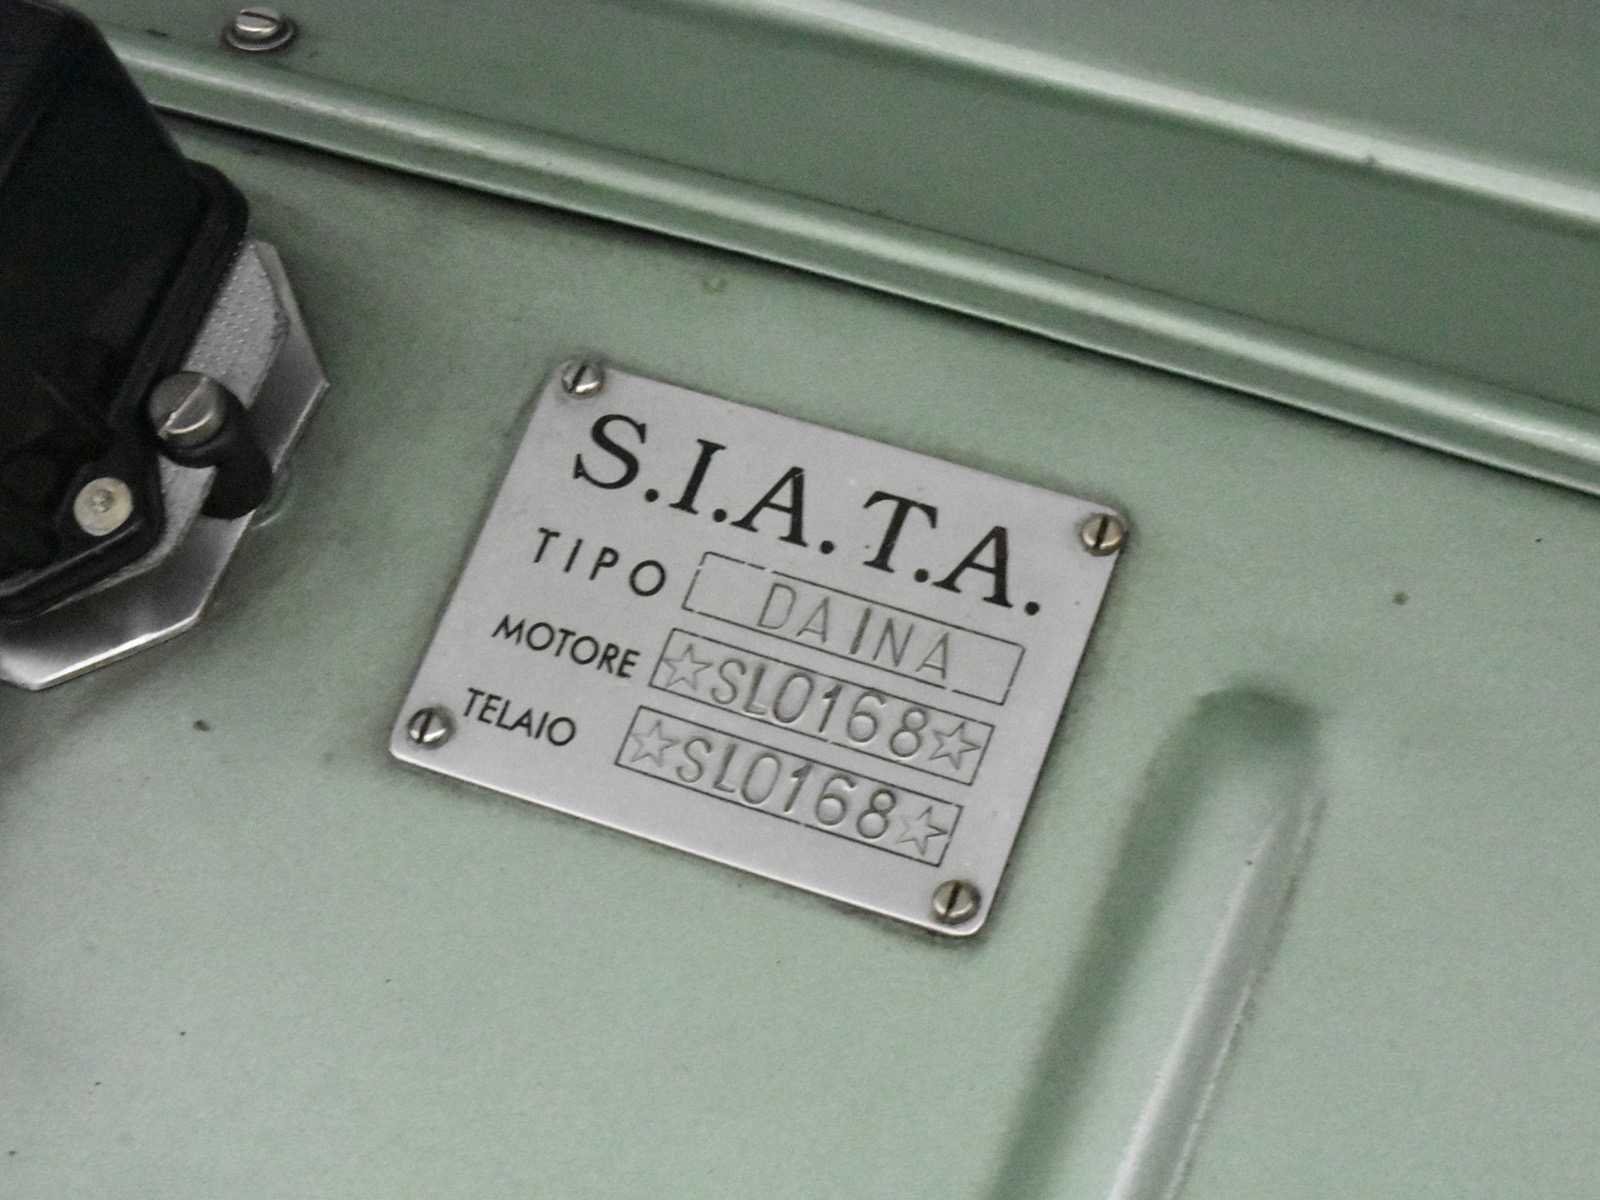 S.I.A.T.A.
TIPO DAINA
MOTORE ☆SL0168☆
TELAIO ☆SL0168☆